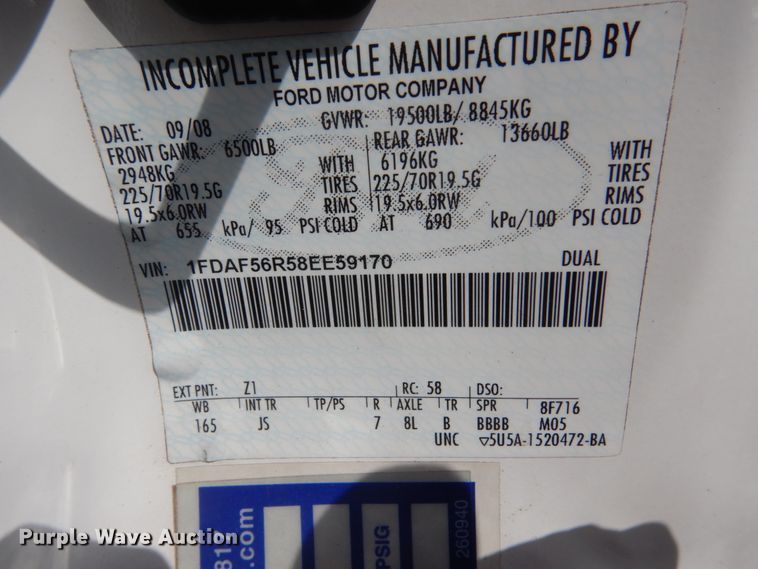 INCOMPLETE VEHICLE MANUFACTURED BY
FORD MOTOR COMPANY
DATE: 09/08 GVWR: 19500LB/ 8845KG
FRONT GAWR: 6500LB REAR GAWR: 13660LB
2948KG WITH 6196KG WITH
225/70R19.5G TIRES 225/70R19.5G TIRES
19.5x6.0RW RIMS 19.5x6.0RW RIMS
AT 655 kPa/ 95 PSI COLD AT 690 kPa/100 PSI COLD
VIN: 1FDAF56R58EE59170 DUAL
EXT PNT: Z1 RC: 58 DSO:
WB INT TR TP/PS R AXLE TR SPR 8F716
165 JS 7 8L B BBBB M05
UNC ▽5U5A-1520472-BA
PSIG
260940
Purple Wave Auction